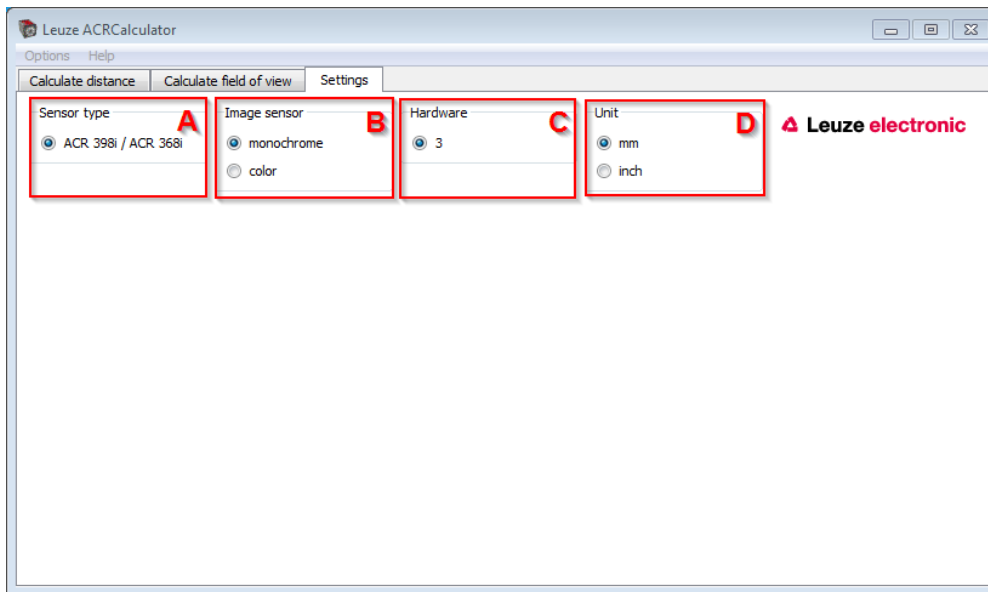 Leuze ACRCalculator
Options Help
Calculate distance Calculate field of view Settings
Sensor type A Image sensor B Hardware C Unit D
Leuze electronic
ACR 398i / ACR 368i monochrome 3 mm
color inch